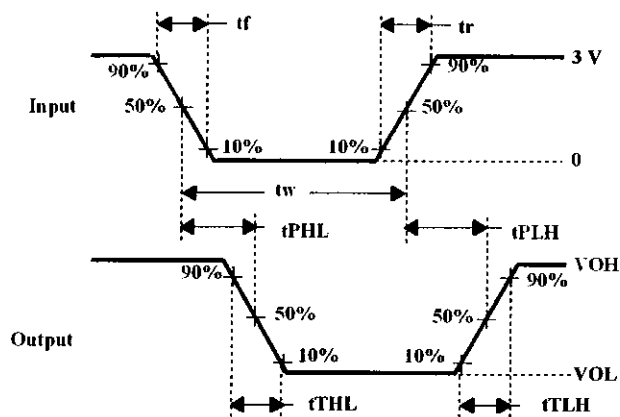 tf tr
3 V
90% 90%
Input 50% 50%
10% 10%
0
tw
tPHL tPLH
VOH
90% 90%
50% 50%
Output
10% 10%
VOL
tTHL tTLH